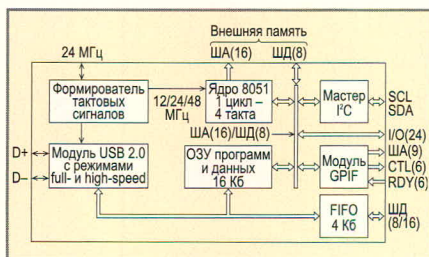 Внешняя память
24 МГц
ША(16)
ШД(8)
Формирователь
тактовых
сигналов
12/24/48
МГц
Ядро 8051
1 цикл –
4 такта
Мастер
I²C
SCL
SDA
ША(16)/ШД(8)
I/O(24)
D+
D–
Модуль USB 2.0
с режимами
full- и high-speed
ОЗУ программ
и данных
16 Кб
Модуль
GPIF
ША(9)
CTL(6)
RDY(6)
FIFO
4 Кб
ШД
(8/16)